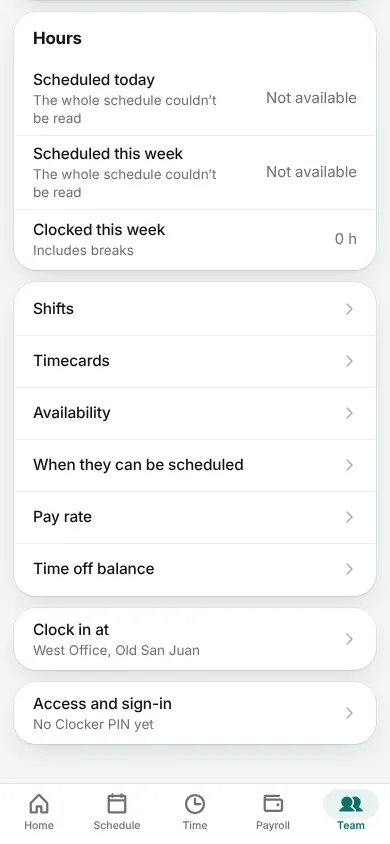 Hours
Scheduled today
The whole schedule couldn’t
be read
Not available
Scheduled this week
The whole schedule couldn’t
be read
Not available
Clocked this week
Includes breaks
0 h
Shifts
Timecards
Availability
When they can be scheduled
Pay rate
Time off balance
Clock in at
West Office, Old San Juan
Access and sign-in
No Clocker PIN yet
Home
Schedule
Time
Payroll
Team